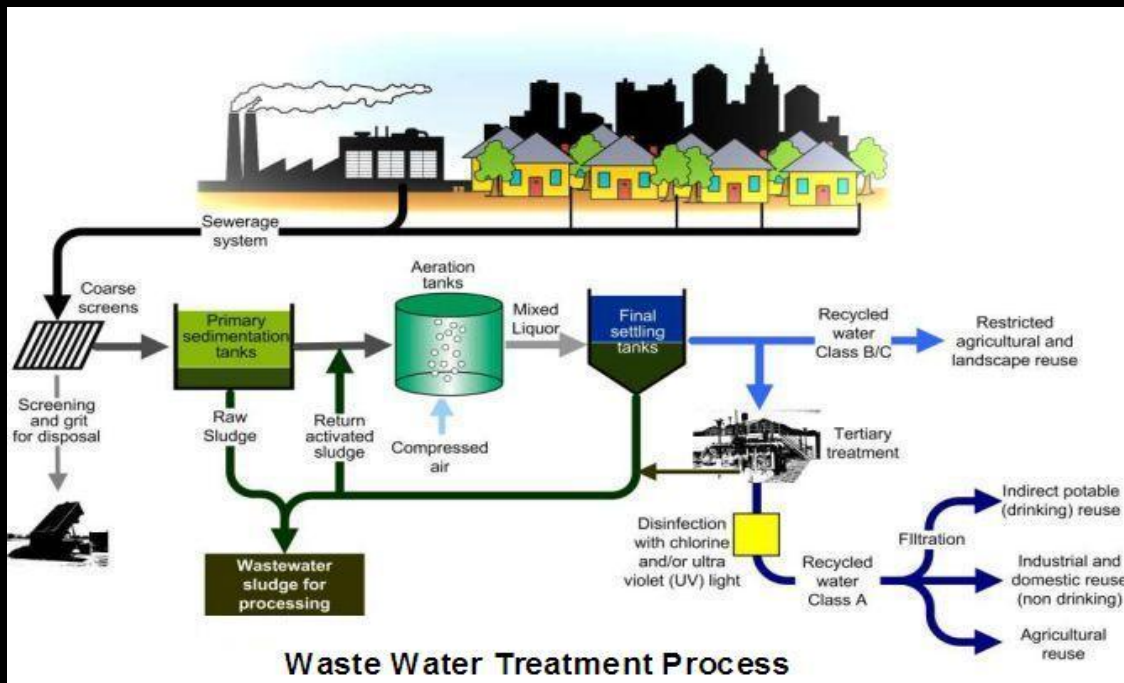 Sewerage
system
Coarse
screens
Primary
sedimentation
tanks
Aeration
tanks
Mixed
Liquor
Final
settling
tanks
Recycled
water
Class B/C
Restricted
agricultural and
landscape reuse
Screening
and grit
for disposal
Raw
Sludge
Return
activated
sludge
Compressed
air
Tertiary
treatment
Wastewater
sludge for
processing
Disinfection
with chlorine
and/or ultra
violet (UV) light
Recycled
water
Class A
FIltration
Indirect potable
(drinking) reuse
Industrial and
domestic reuse
(non drinking)
Agricultural
reuse
Waste Water Treatment Process